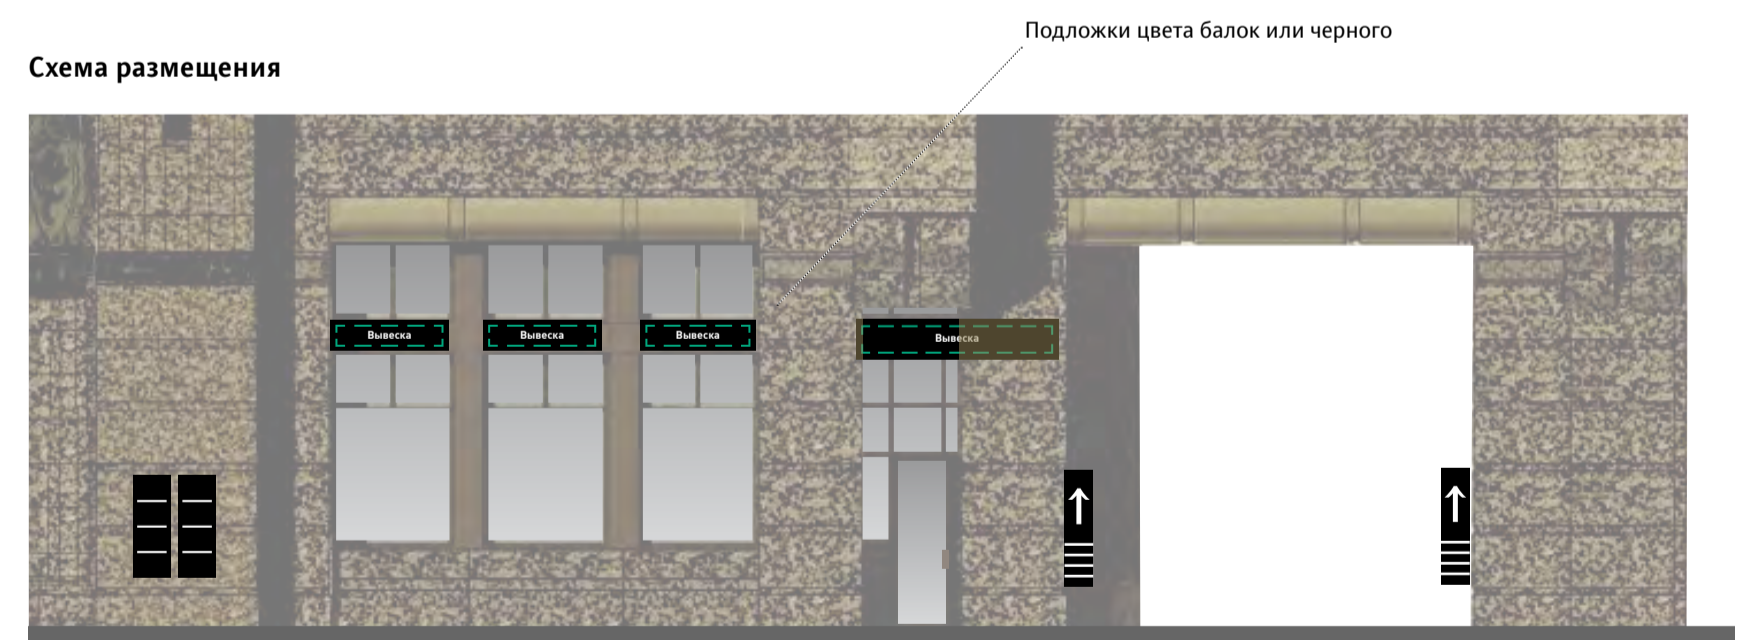 Подложки цвета балок или черного
Схема размещения
Вывеска
Вывеска
Вывеска
Вывеска